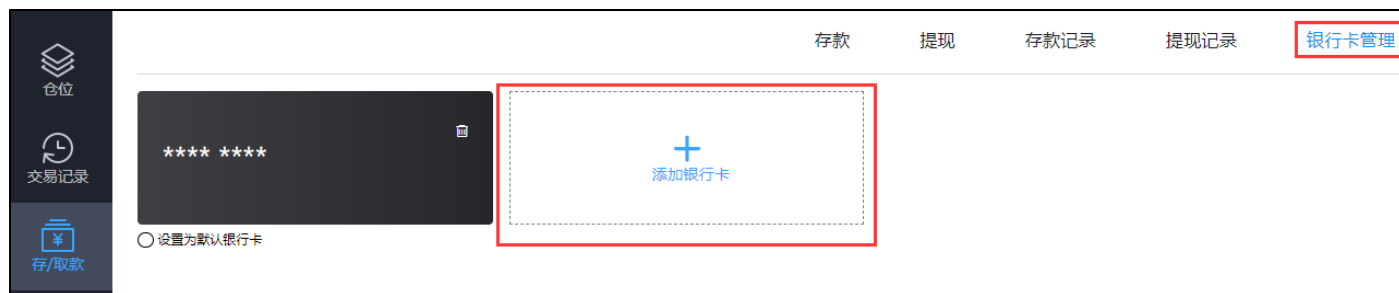 存款 提现 存款记录 提现记录 银行卡管理
仓位
交易记录
存/取款
**** ****
添加银行卡
设置为默认银行卡